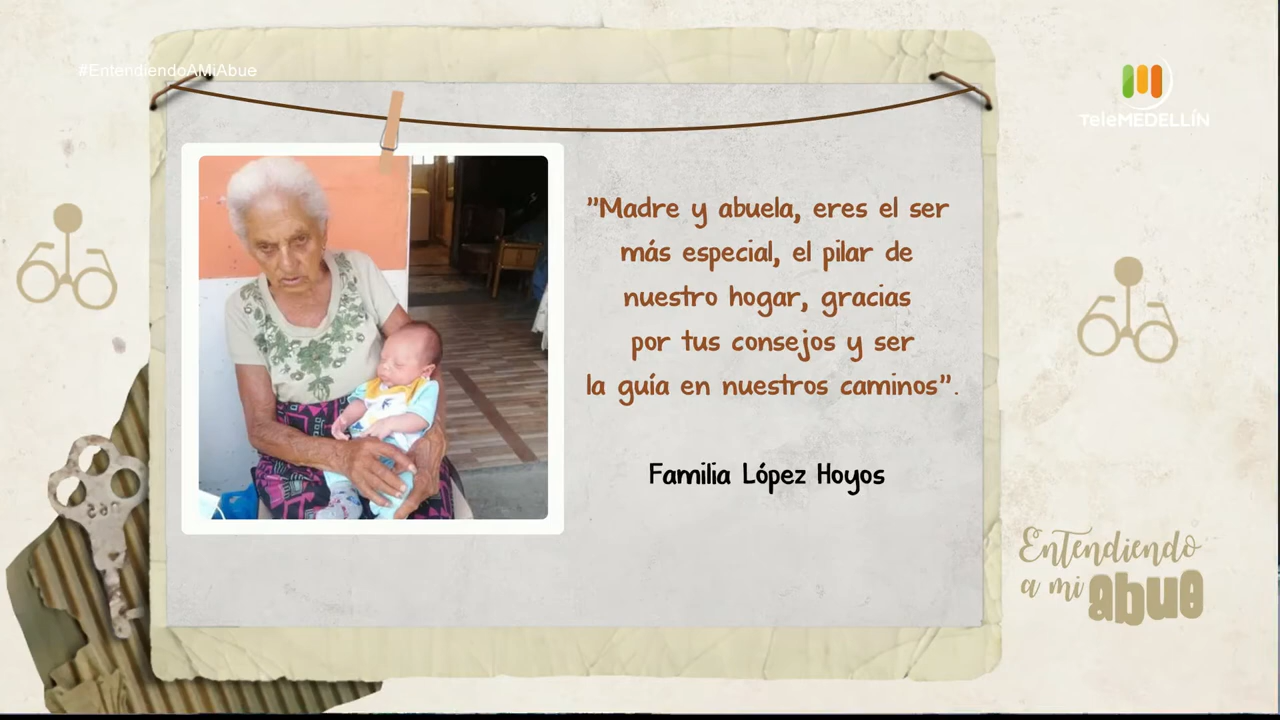 #EntendiendoAMiAbue
TeleMEDELLÍN
"Madre y abuela, eres el ser
más especial, el pilar de
nuestro hogar, gracias
por tus consejos y ser
la guía en nuestros caminos".
Familia López Hoyos
Entendiendo
a mi abue